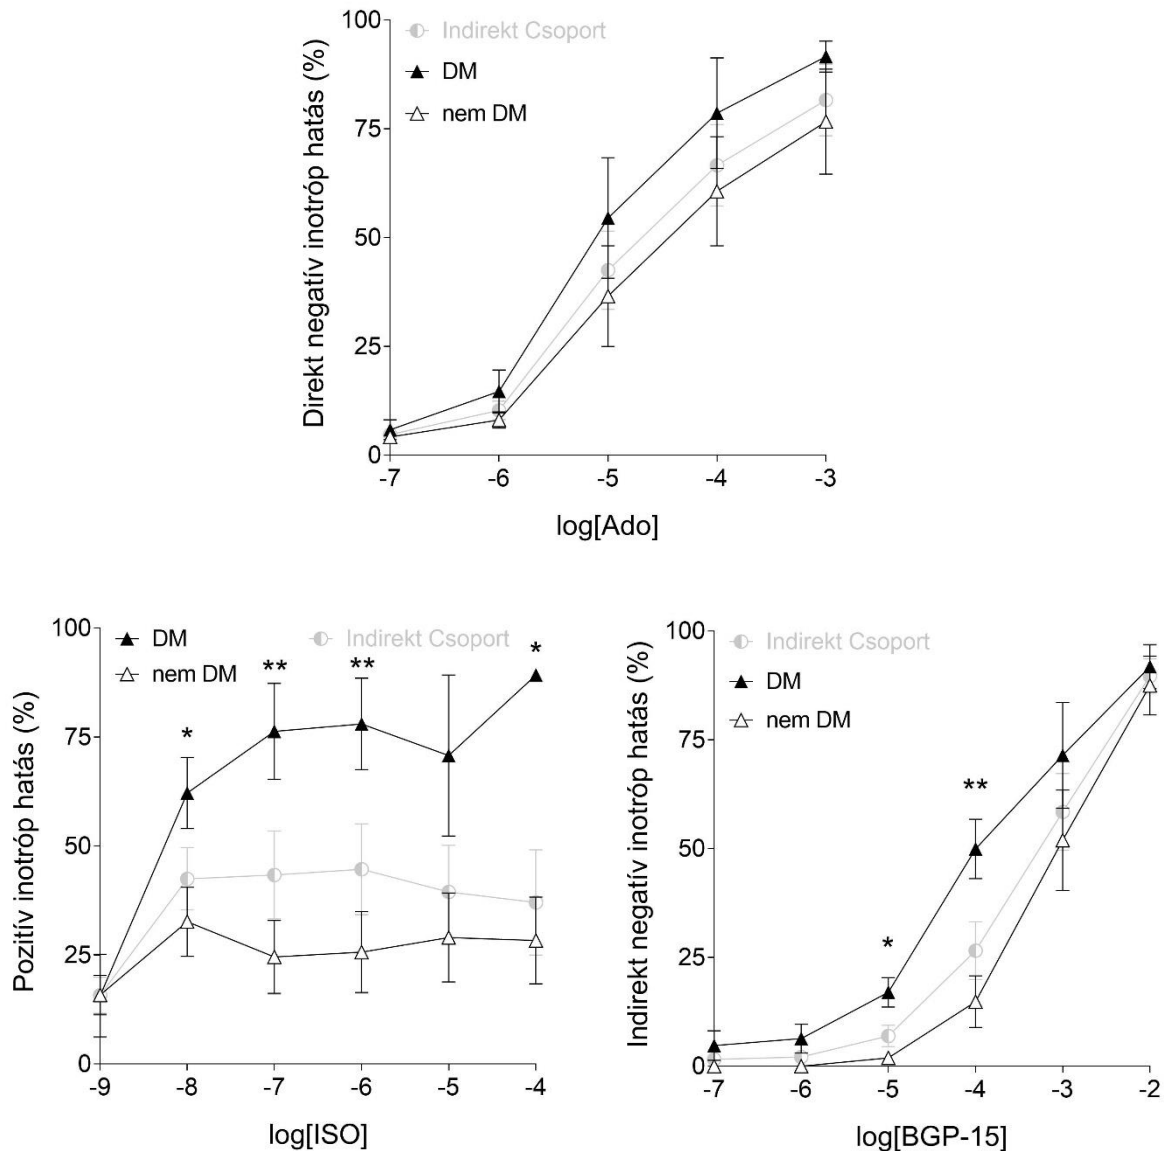 Direkt negatív inotróp hatás (%)
100
75
50
25
0
Indirekt Csoport
DM
nem DM
-7 -6 -5 -4 -3
log[Ado]
Pozitív inotróp hatás (%)
100
75
50
25
0
DM
Indirekt Csoport
nem DM
* ** ** *
-9 -8 -7 -6 -5 -4
log[ISO]
Indirekt negatív inotróp hatás (%)
100
75
50
25
0
Indirekt Csoport
DM
nem DM
**
*
-7 -6 -5 -4 -3 -2
log[BGP-15]